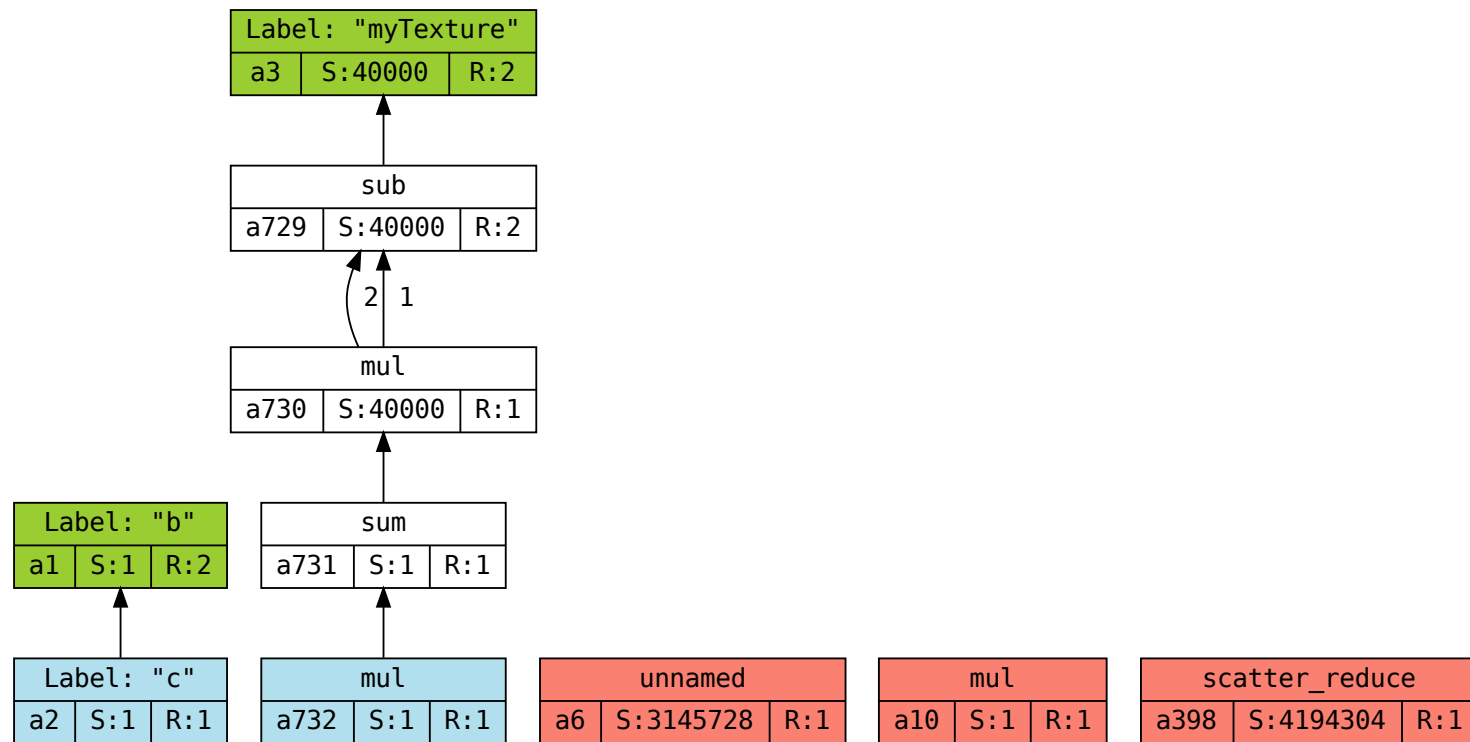 Label: "myTexture"
a3 S:40000 R:2
sub
a729 S:40000 R:2
2 1
mul
a730 S:40000 R:1
Label: "b"
a1 S:1 R:2
sum
a731 S:1 R:1
Label: "c"
a2 S:1 R:1
mul
a732 S:1 R:1
unnamed
a6 S:3145728 R:1
mul
a10 S:1 R:1
scatter_reduce
a398 S:4194304 R:1